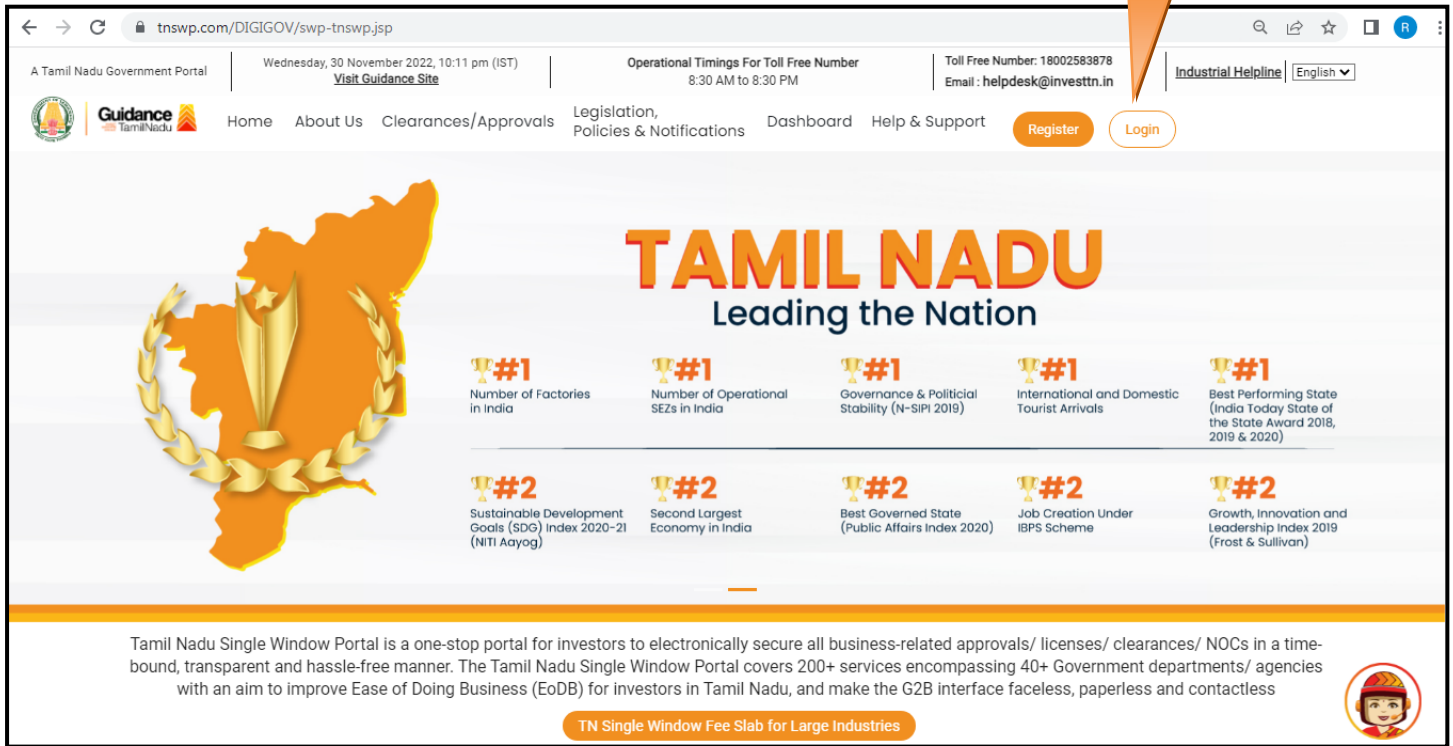 tnswp.com/DIGIGOV/swp-tnswp.jsp
R
A Tamil Nadu Government Portal
Wednesday, 30 November 2022, 10:11 pm (IST)
Visit Guidance Site
Operational Timings For Toll Free Number
8:30 AM to 8:30 PM
Toll Free Number: 18002583878
Email : helpdesk@investtn.in
Industrial Helpline
English
Guidance
TamilNadu
Home
About Us
Clearances/Approvals
Legislation,
Policies & Notifications
Dashboard
Help & Support
Register
Login
TAMIL NADU
Leading the Nation
#1
Number of Factories
in India
#1
Number of Operational
SEZs in India
#1
Governance & Politicial
Stability (N-SIPI 2019)
#1
International and Domestic
Tourist Arrivals
#1
Best Performing State
(India Today State of
the State Award 2018,
2019 & 2020)
#2
Sustainable Development
Goals (SDG) Index 2020-21
(NITI Aayog)
#2
Second Largest
Economy in India
#2
Best Governed State
(Public Affairs Index 2020)
#2
Job Creation Under
IBPS Scheme
#2
Growth, Innovation and
Leadership Index 2019
(Frost & Sullivan)
Tamil Nadu Single Window Portal is a one-stop portal for investors to electronically secure all business-related approvals/ licenses/ clearances/ NOCs in a time-
bound, transparent and hassle-free manner. The Tamil Nadu Single Window Portal covers 200+ services encompassing 40+ Government departments/ agencies
with an aim to improve Ease of Doing Business (EoDB) for investors in Tamil Nadu, and make the G2B interface faceless, paperless and contactless
TN Single Window Fee Slab for Large Industries